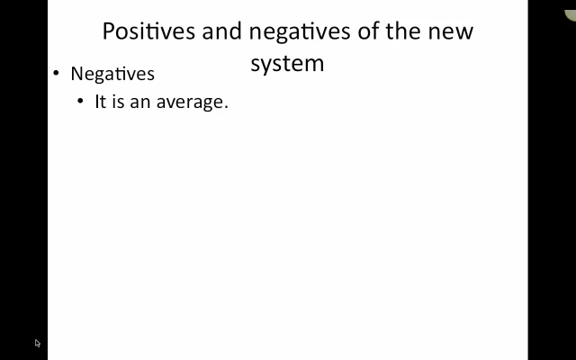 Positives and negatives of the new
system
• Negatives
• It is an average.